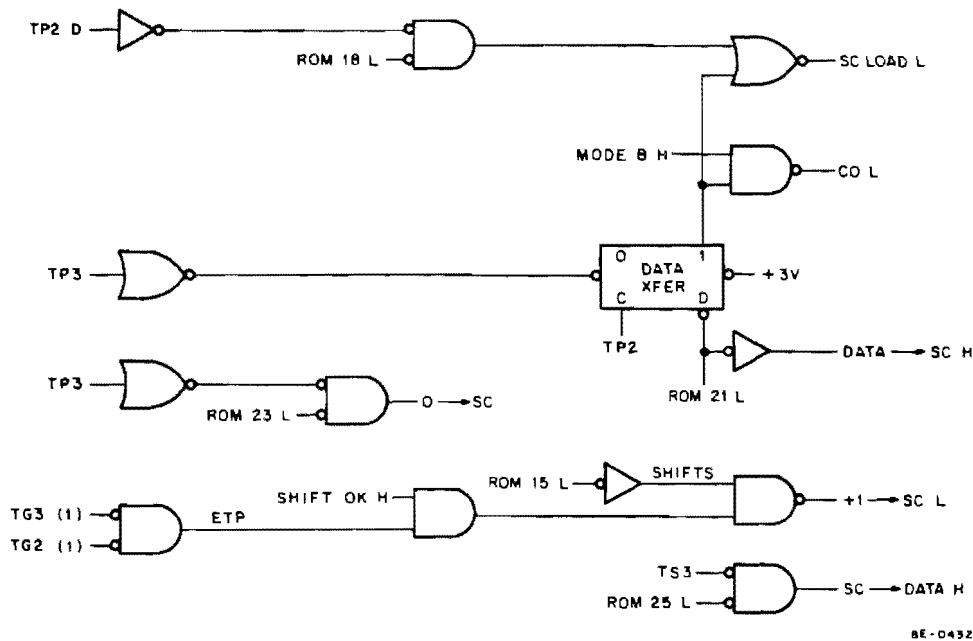 TP2 D
ROM 18 L
SC LOAD L
MODE B H
CO L
TP3
0 1
DATA
XFER
+3V
C D
TP2
DATA → SC H
ROM 21 L
TP3
ROM 23 L
0 → SC
ROM 15 L
SHIFTS
SHIFT OK H
+1 → SC L
TG3 (1)
ETP
TG2 (1)
TS3
ROM 25 L
SC → DATA H
8E-0432